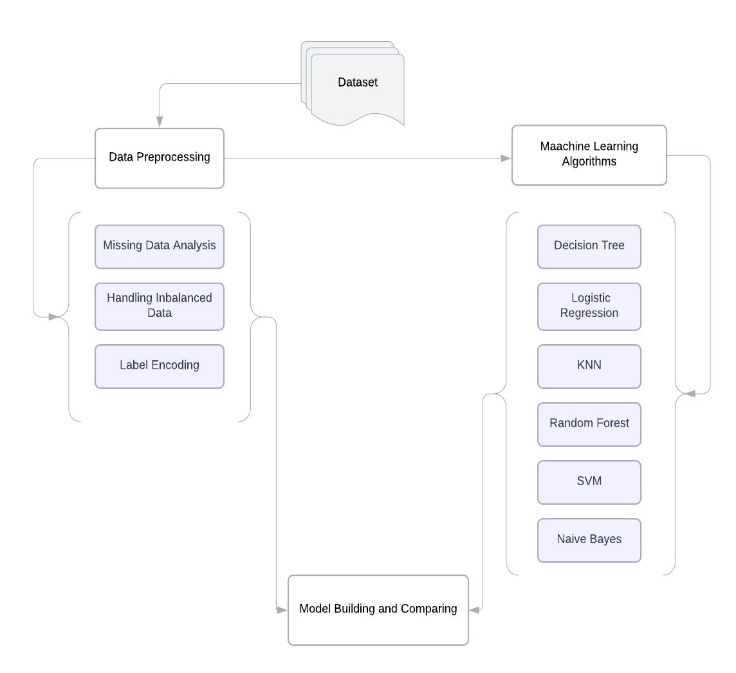 Dataset
Data Preprocessing
Maachine Learning
Algorithms
Missing Data Analysis
Handling Inbalanced
Data
Label Encoding
Decision Tree
Logistic
Regression
KNN
Random Forest
SVM
Naive Bayes
Model Building and Comparing